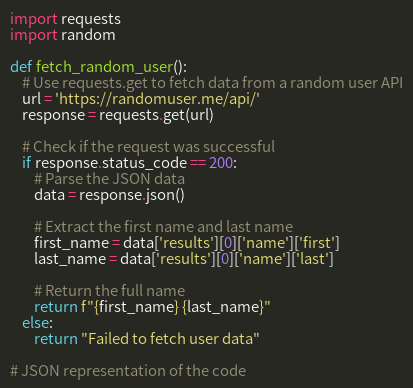 import requests
import random
def fetch_random_user():
# Use requests.get to fetch data from a random user API
url = 'https://randomuser.me/api/'
response = requests.get(url)
# Check if the request was successful
if response.status_code == 200:
# Parse the JSON data
data = response.json()
# Extract the first name and last name
first_name = data['results'][0]['name']['first']
last_name = data['results'][0]['name']['last']
# Return the full name
return f"{first_name} {last_name}"
else:
return "Failed to fetch user data"
# JSON representation of the code